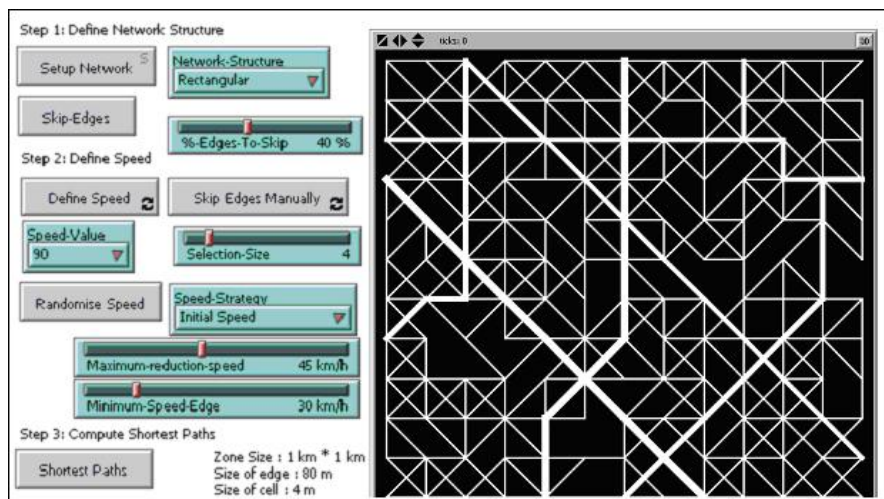 Step 1: Define Network Structure
Setup Network S
Network-Structure
Rectangular
Skip-Edges
%-Edges-To-Skip 40 %
Step 2: Define Speed
Define Speed
Skip Edges Manually
Speed-Value
90
Selection-Size 4
Randomise Speed
Speed-Strategy
Initial Speed
Maximum-reduction-speed 45 km/h
Minimum-Speed-Edge 30 km/h
Step 3: Compute Shortest Paths
Shortest Paths
Zone Size : 1 km * 1 km
Size of edge : 80 m
Size of cell : 4 m
ticks: 0
3D